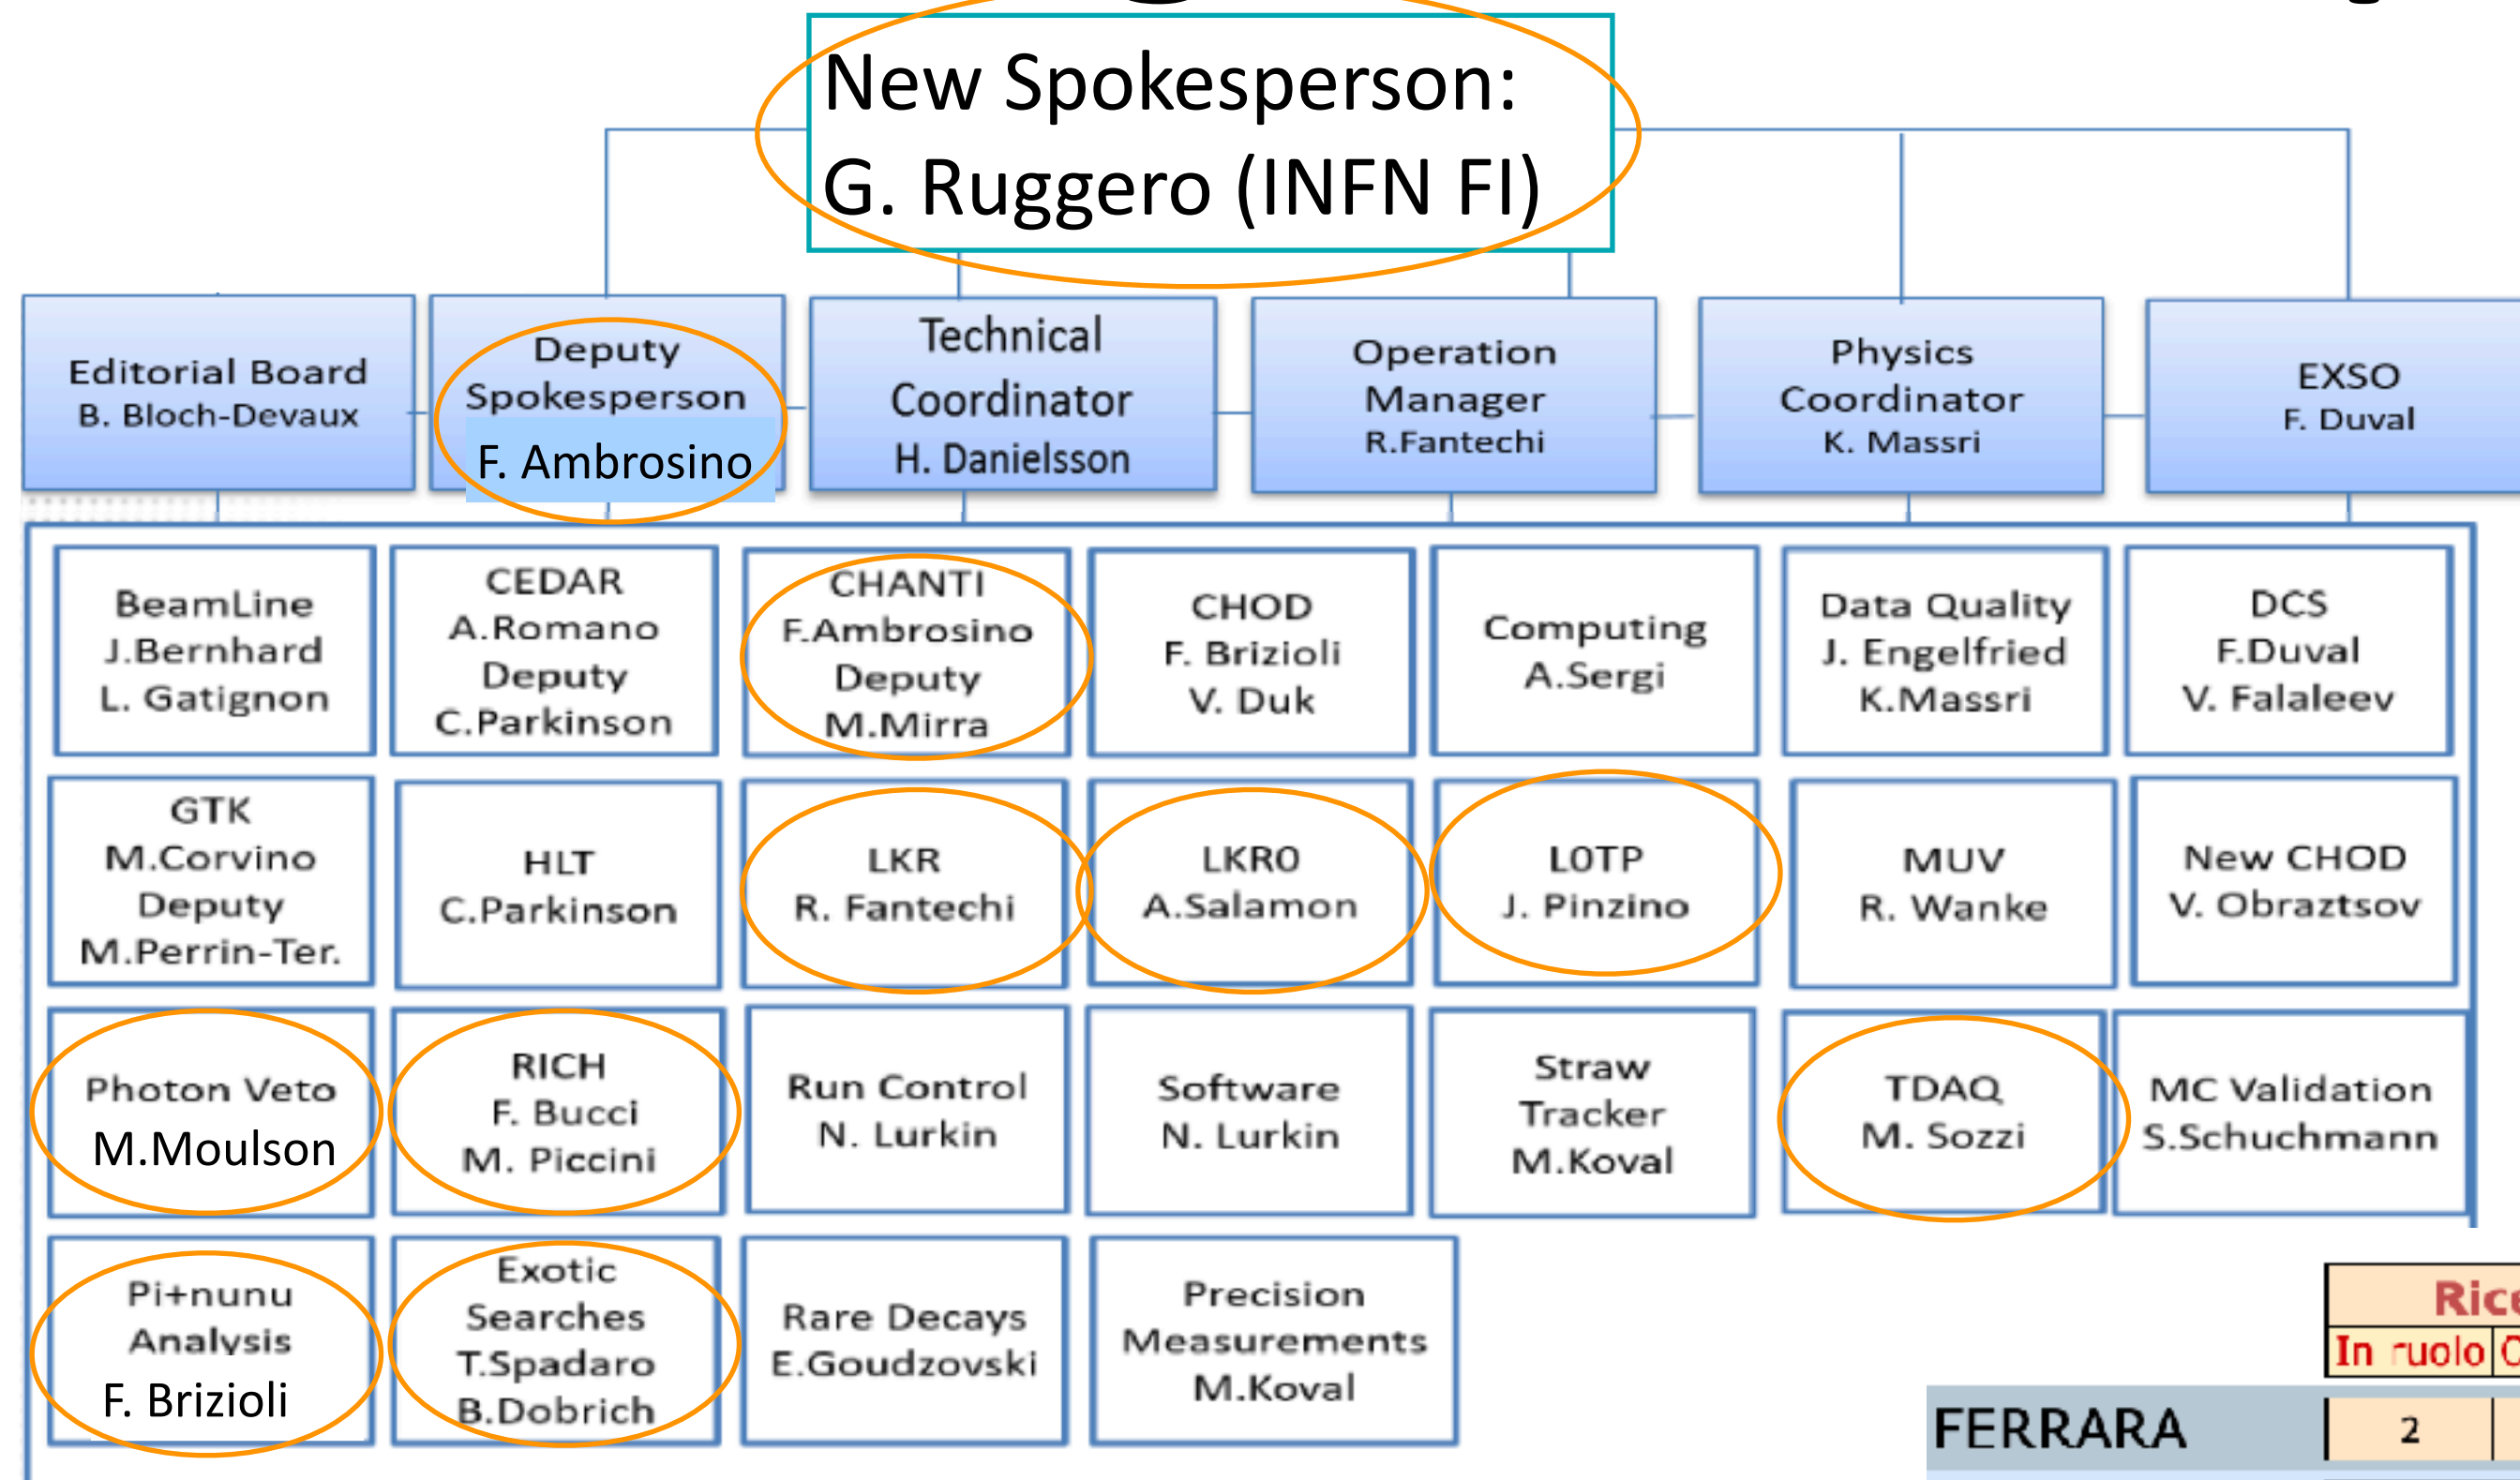 New Spokesperson:
G. Ruggero (INFN FI)
Editorial Board
B. Bloch-Devaux
Deputy
Spokesperson
F. Ambrosino
Technical
Coordinator
H. Danielsson
Operation
Manager
R.Fantechi
Physics
Coordinator
K. Massri
EXSO
F. Duval
BeamLine
J.Bernhard
L. Gatignon
CEDAR
A.Romano
Deputy
C.Parkinson
CHANTI
F.Ambrosino
Deputy
M.Mirra
CHOD
F. Brizioli
V. Duk
Computing
A.Sergi
Data Quality
J. Engelfried
K.Massri
DCS
F.Duval
V. Falaleev
GTK
M.Corvino
Deputy
M.Perrin-Ter.
HLT
C.Parkinson
LKR
R. Fantechi
LKR0
A.Salamon
L0TP
J. Pinzino
MUV
R. Wanke
New CHOD
V. Obraztsov
Photon Veto
M.Moulson
RICH
F. Bucci
M. Piccini
Run Control
N. Lurkin
Software
N. Lurkin
Straw
Tracker
M.Koval
TDAQ
M. Sozzi
MC Validation
S.Schuchmann
Pi+nunu
Analysis
F. Brizioli
Exotic
Searches
T.Spadaro
B.Dobrich
Rare Decays
E.Goudzovski
Precision
Measurements
M.Koval
In ruolo
FERRARA
2